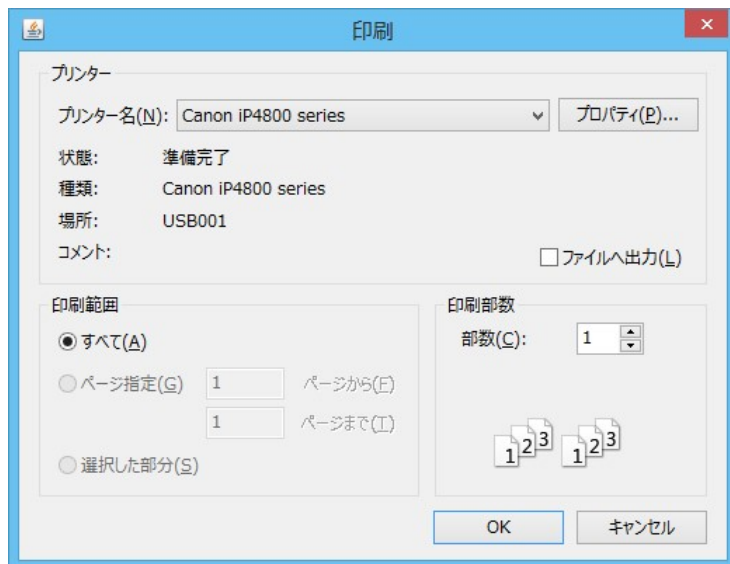 印刷
プリンター
プリンター名(N): Canon iP4800 series プロパティ(P)...
状態: 準備完了
種類: Canon iP4800 series
場所: USB001
コメント: ファイルへ出力(L)
印刷範囲 印刷部数
すべて(A) 部数(C): 1
ページ指定(G) 1 ページから(F)
1 ページまで(T)
1 2 3 1 2 3
選択した部分(S)
OK キャンセル